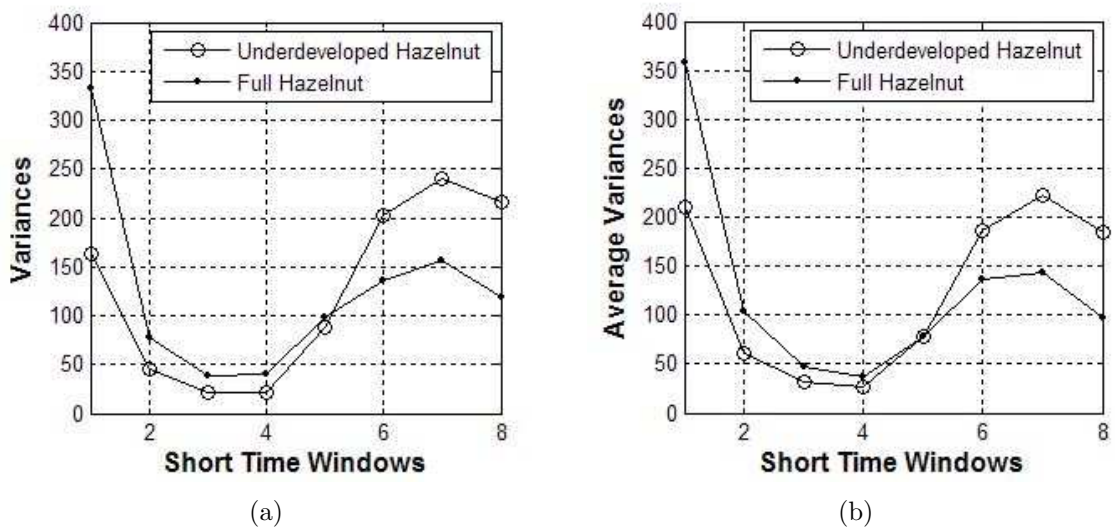 400
350
300
250
200
150
100
50
0
Variances
Underdeveloped Hazelnut
Full Hazelnut
2 4 6 8
Short Time Windows
(a)
400
350
300
250
200
150
100
50
0
Average Variances
Underdeveloped Hazelnut
Full Hazelnut
2 4 6 8
Short Time Windows
(b)